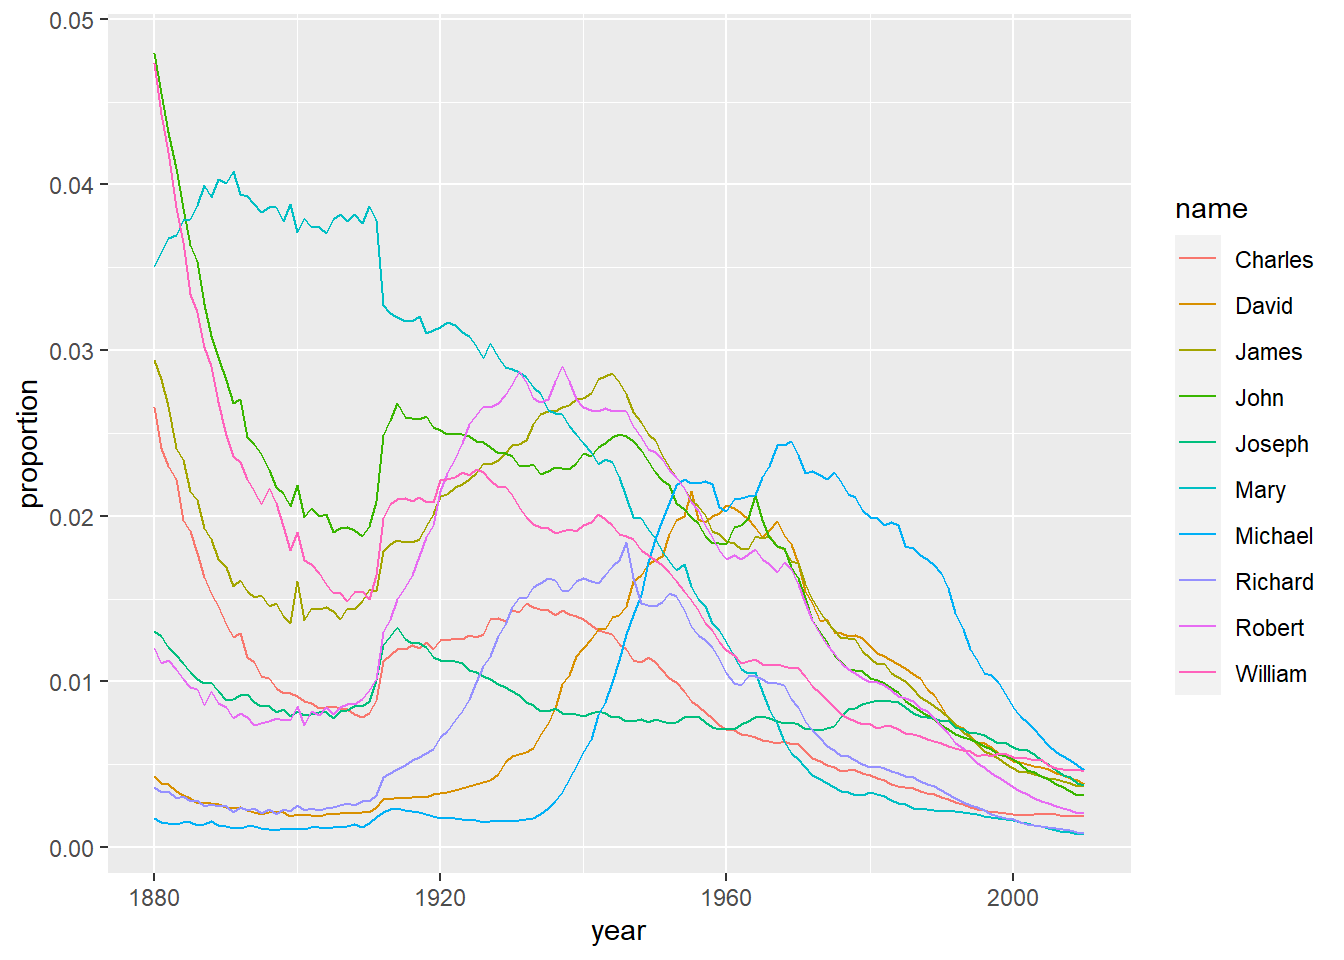 0.05
0.04
0.03
0.02
0.01
0.00
proportion
1880 1920 1960 2000
year
name
Charles
David
James
John
Joseph
Mary
Michael
Richard
Robert
William